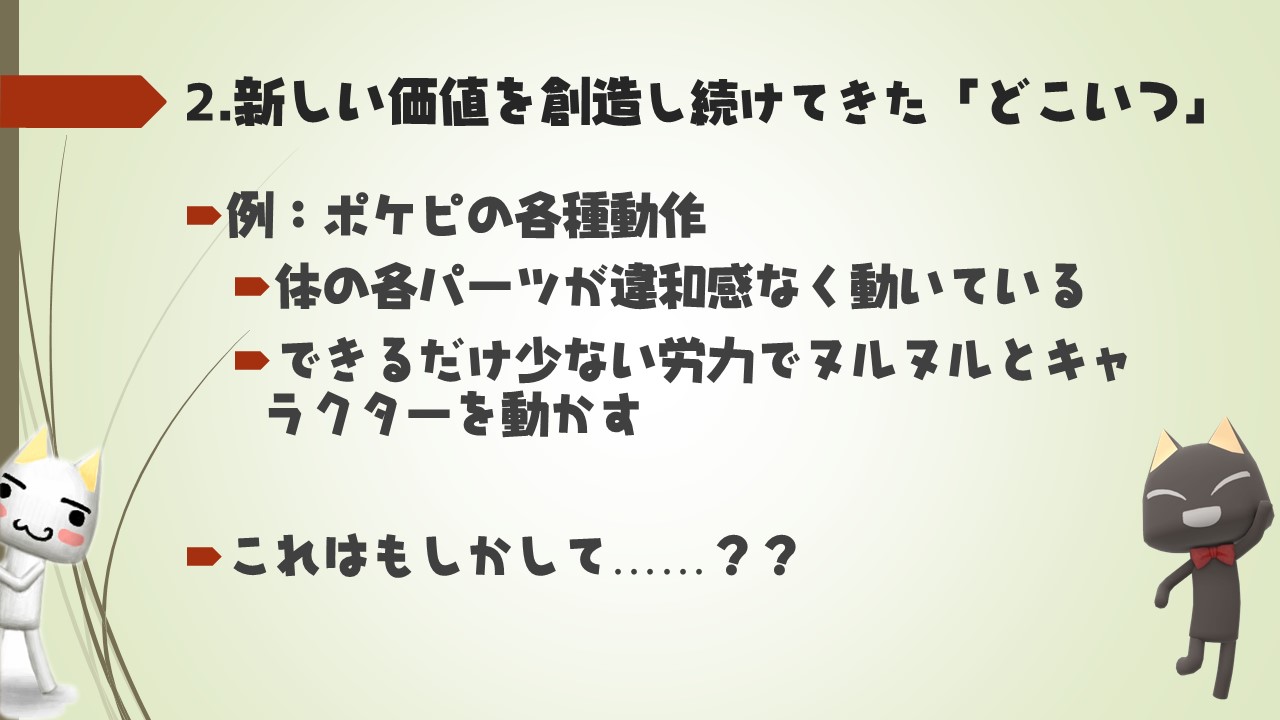 2.新しい価値を創造し続けてきた「どこいつ」
例：ポケピの各種動作
体の各パーツが違和感なく動いている
できるだけ少ない労力でヌルヌルとキャ
ラクターを動かす
これはもしかして……？？